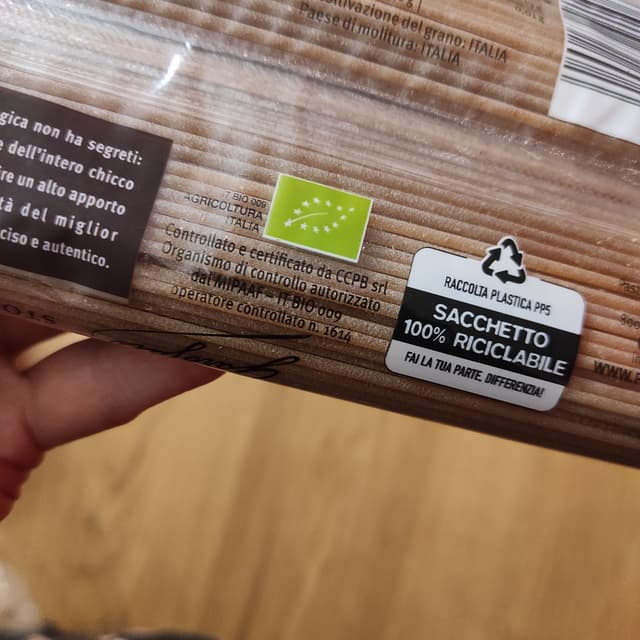 ltivazione del grano: ITALIA
Paese di molitura: ITALIA
gica non ha segreti:
e dell'intero chicco
re un alto apporto
tà del miglior
ciso e autentico.
IT BIO 009
AGRICOLTURA
ITALIA
Controllato e certificato da CCPB srl
Organismo di controllo autorizzato
dal MIPAAF - IT BIO 009
Operatore controllato n. 1614
RACCOLTA PLASTICA PP5
SACCHETTO
100% RICICLABILE
FAI LA TUA PARTE, DIFFERENZIA!
WWW.